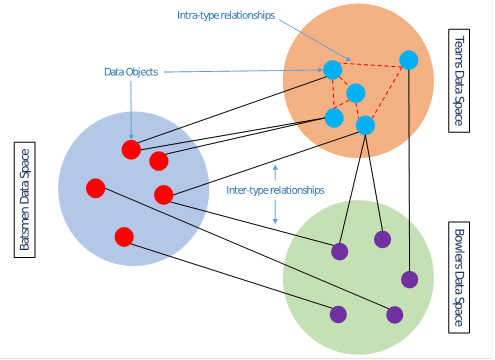 Intra-type relationships
Teams Data Space
Data Objects
Batsmen Data Space
Inter-type relationships
Bowlers Data Space